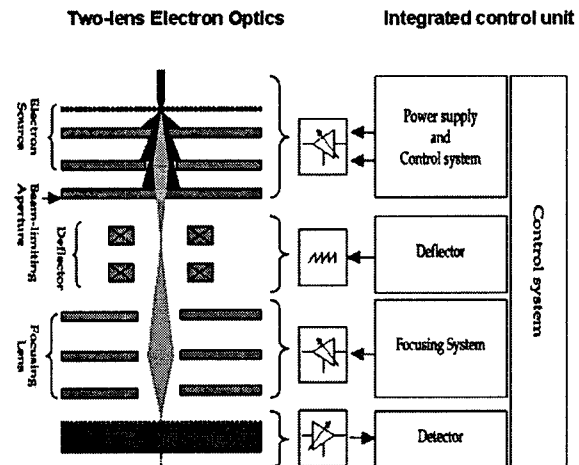 Two-lens Electron Optics
Integrated control unit
Electron
Source
Beam-limiting
Aperture
Deflector
Focusing
Lens
Power supply
and
Control system
Deflector
Focusing System
Detector
Control system